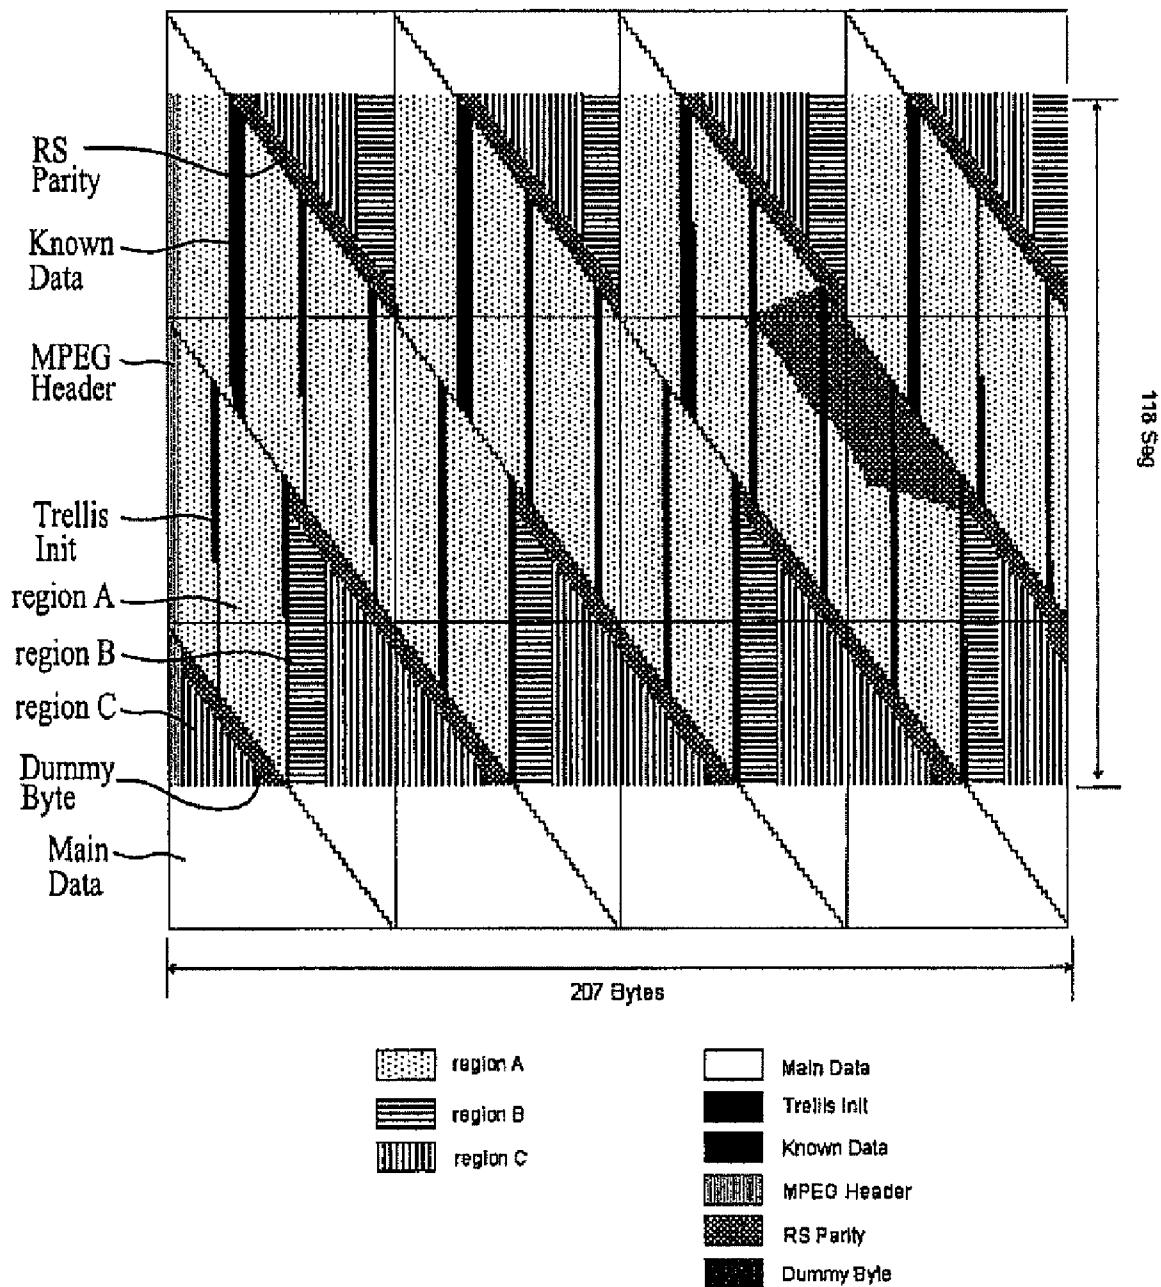 RS
Parity
Known
Data
MPEG
Header
Trellis
Init
region A
region B
region C
Dummy
Byte
Main
Data
118 Seg
207 Bytes
region A
region B
region C
Main Data
Trellis Init
Known Data
MPEG Header
RS Parity
Dummy Byte